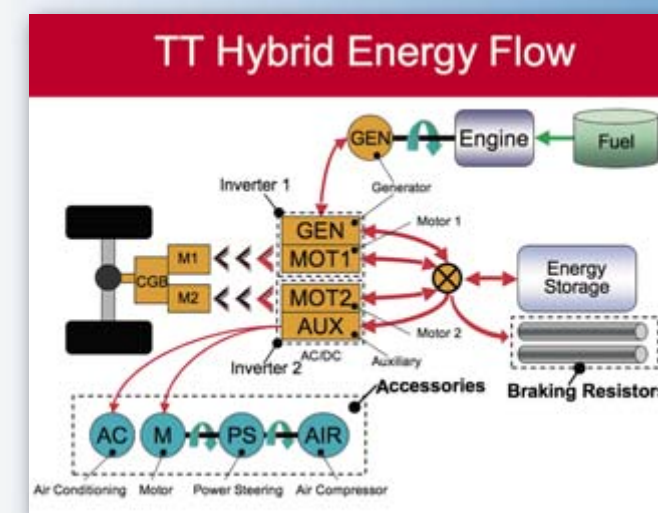 TT Hybrid Energy Flow
GEN
Engine
Fuel
Generator
Inverter 1
GEN
Motor 1
MOT1
M1
CGB
M2
Energy
Storage
MOT2
AUX
Motor 2
AC/DC
Auxiliary
Inverter 2
Accessories
Braking Resistors
AC
M
PS
AIR
Air Conditioning
Motor
Power Steering
Air Compressor